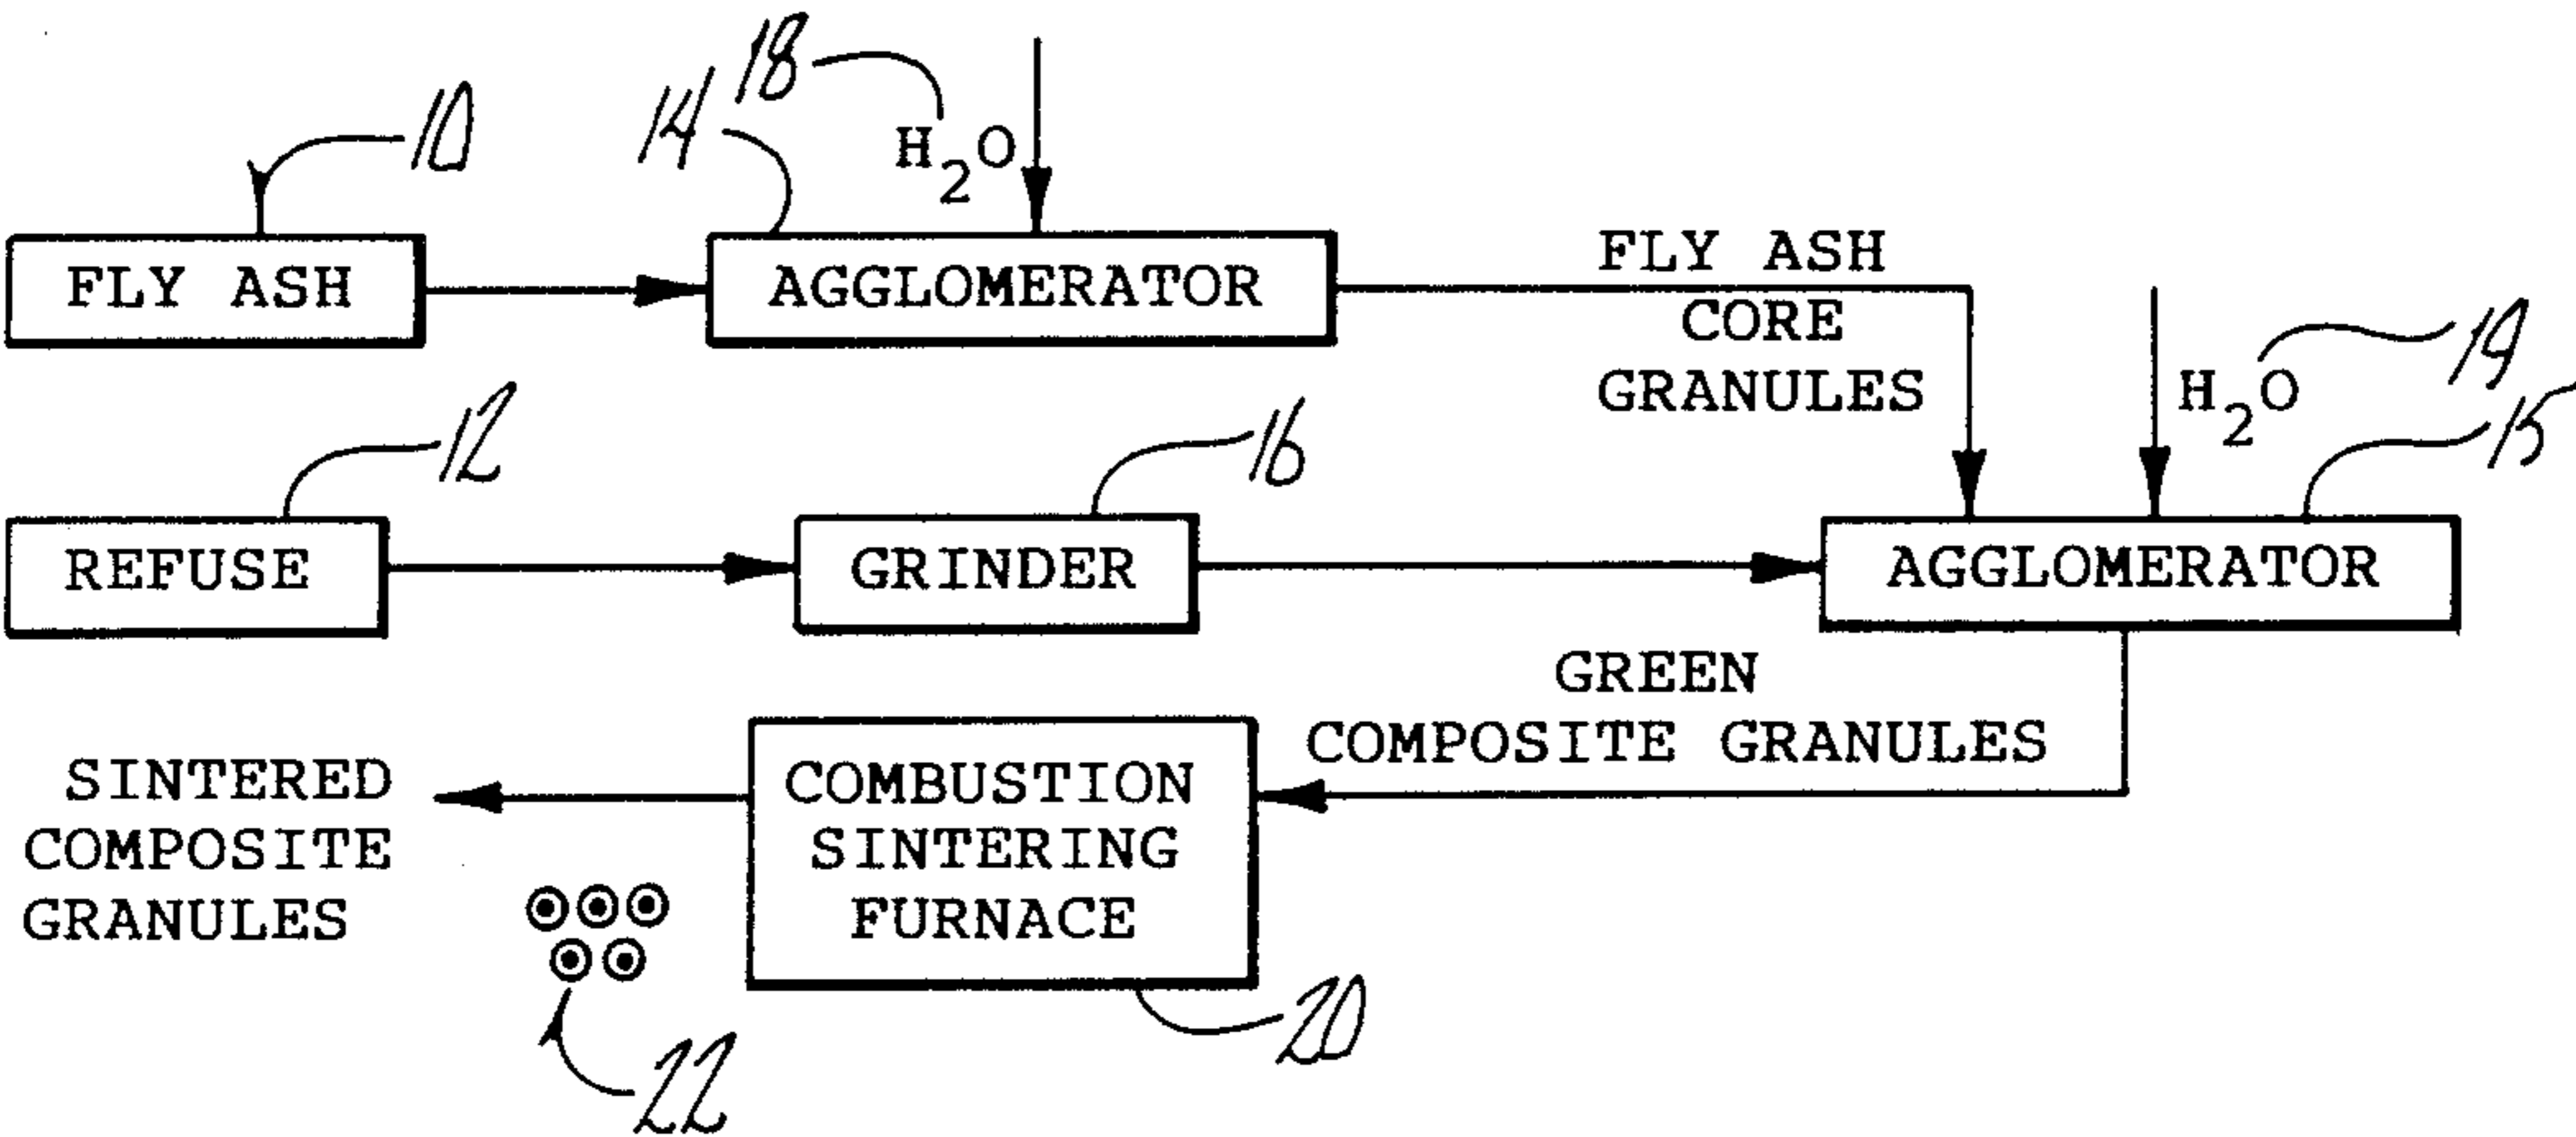 18
10
14
H₂O
FLY ASH
AGGLOMERATOR
FLY ASH
CORE
GRANULES
19
H₂O
12
16
15
REFUSE
GRINDER
AGGLOMERATOR
GREEN
COMPOSITE GRANULES
SINTERED
COMPOSITE
GRANULES
COMBUSTION
SINTERING
FURNACE
20
22